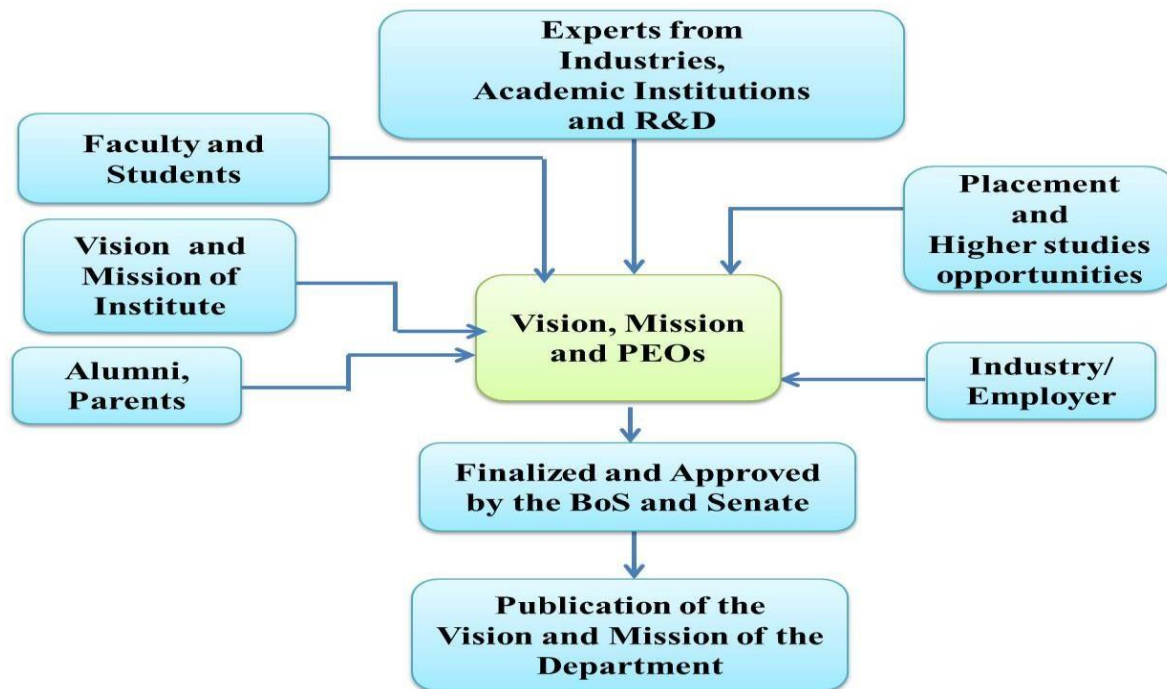 Experts from
Industries,
Academic Institutions
and R&D
Faculty and
Students
Placement
and
Higher studies
opportunities
Vision and
Mission of
Institute
Vision, Mission
and PEOs
Alumni,
Parents
Industry/
Employer
Finalized and Approved
by the BoS and Senate
Publication of the
Vision and Mission of the
Department